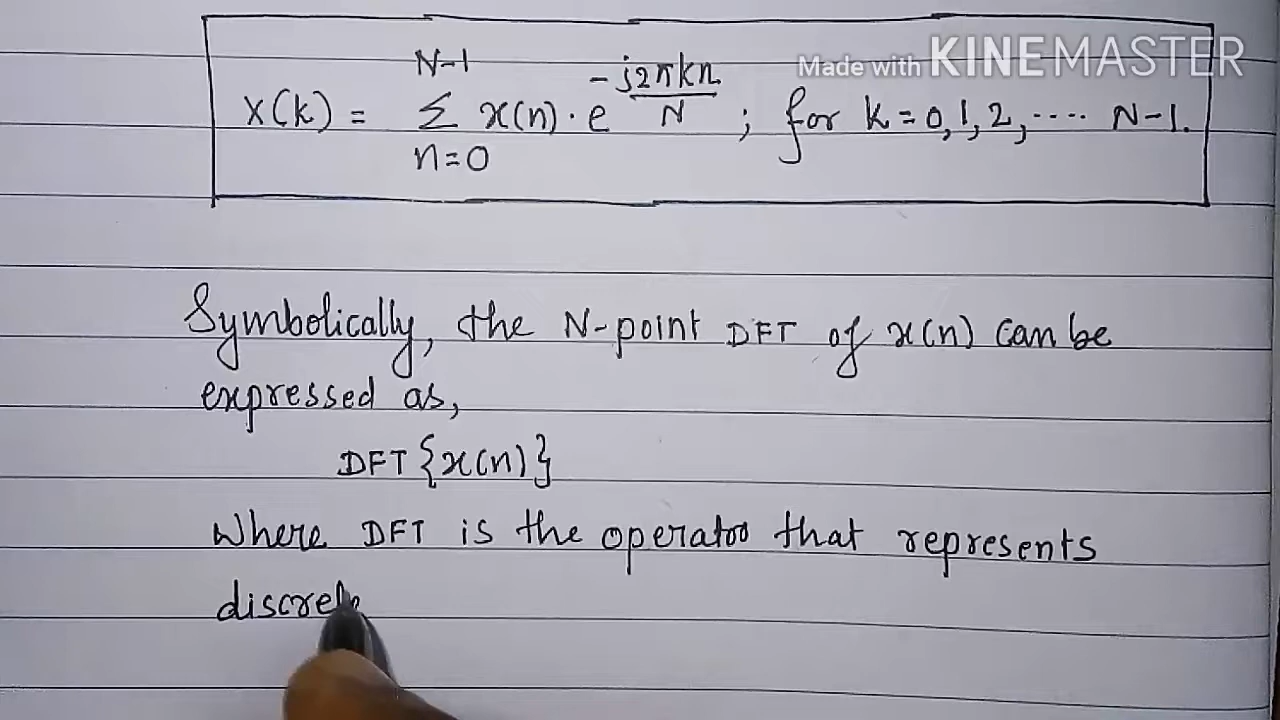 Made with KINEMASTER
N-1
X(k) = Σ x(n) · e^(-j2πkn/N) ; for k = 0, 1, 2, .... N-1.
n=0
Symbolically, the N-point DFT of x(n) can be
expressed as,
DFT {x(n)}
Where DFT is the operator that represents